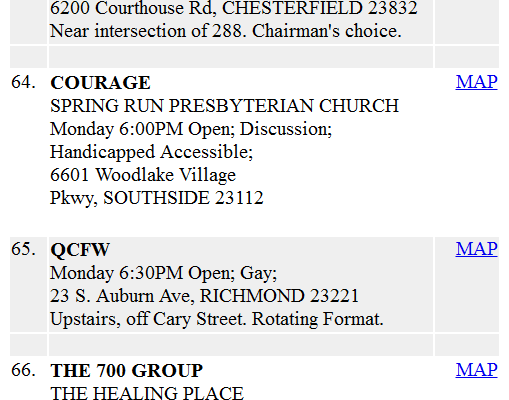 6200 Courthouse Rd, CHESTERFIELD 23832
Near intersection of 288. Chairman's choice.
64. COURAGE MAP
SPRING RUN PRESBYTERIAN CHURCH
Monday 6:00PM Open; Discussion;
Handicapped Accessible;
6601 Woodlake Village
Pkwy, SOUTHSIDE 23112
65. QCFW MAP
Monday 6:30PM Open; Gay;
23 S. Auburn Ave, RICHMOND 23221
Upstairs, off Cary Street. Rotating Format.
66. THE 700 GROUP MAP
THE HEALING PLACE